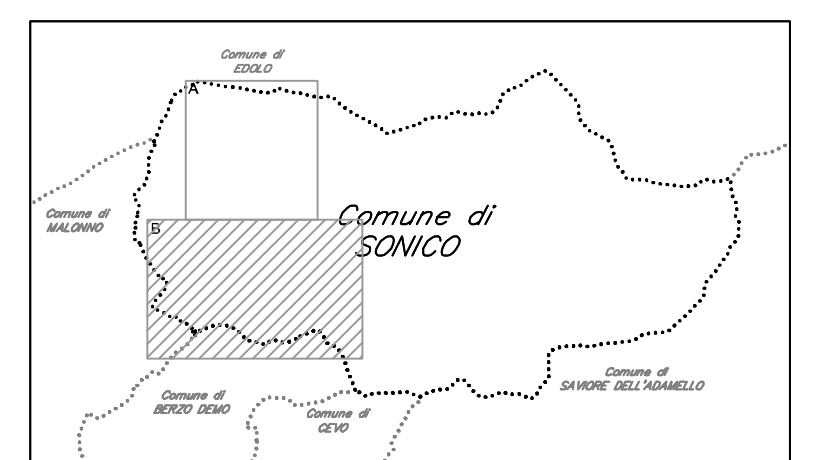 Comune di
EDOLO
A
Comune di
MALONNO
B
Comune di
SONICO
Comune di
SAVIORE DELL'ADAMELLO
Comune di
BERZO DEMO
Comune di
CEVO